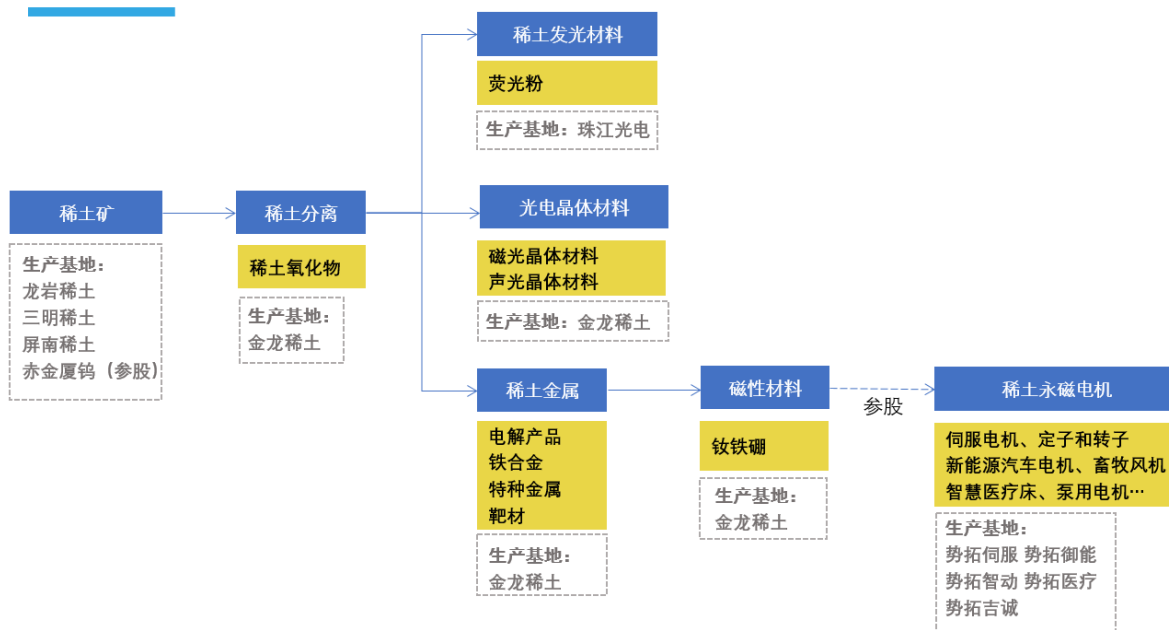 稀土发光材料
荧光粉
生产基地：珠江光电
稀土矿
生产基地：
龙岩稀土
三明稀土
屏南稀土
赤金厦钨（参股）
稀土分离
稀土氧化物
生产基地：
金龙稀土
光电晶体材料
磁光晶体材料
声光晶体材料
生产基地：金龙稀土
稀土金属
电解产品
铁合金
特种金属
靶材
生产基地：
金龙稀土
磁性材料
钕铁硼
生产基地：
金龙稀土
参股
稀土永磁电机
伺服电机、定子和转子
新能源汽车电机、畜牧风机
智慧医疗床、泵用电机…
生产基地：
势拓伺服 势拓御能
势拓智动 势拓医疗
势拓吉诚